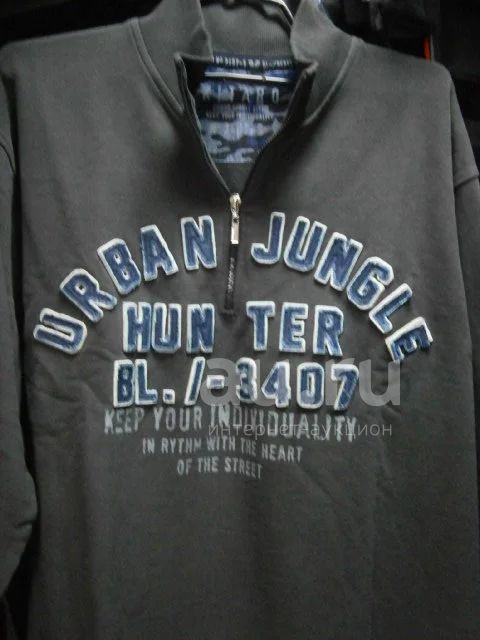 URBAN JUNGLE
HUN TER
BL. /- 3407
KEEP YOUR INDIVIDUALITY
IN RYTHM WITH THE HEART
OF THE STREET
au.ru
интернет-аукцион